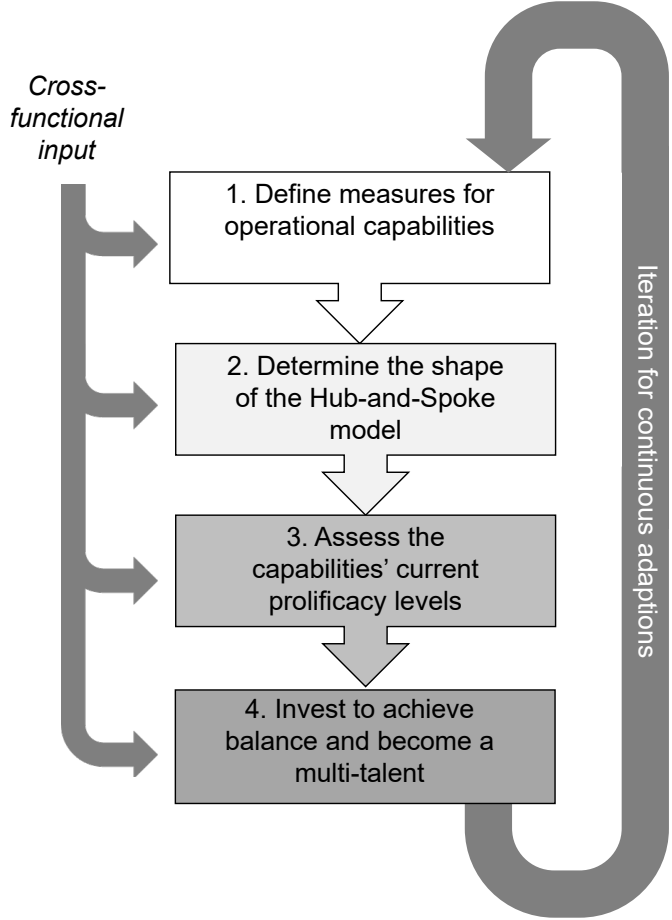 Cross-
functional
input
1. Define measures for
operational capabilities
2. Determine the shape
of the Hub-and-Spoke
model
3. Assess the
capabilities’ current
prolificacy levels
4. Invest to achieve
balance and become a
multi-talent
Iteration for continuous adaptions